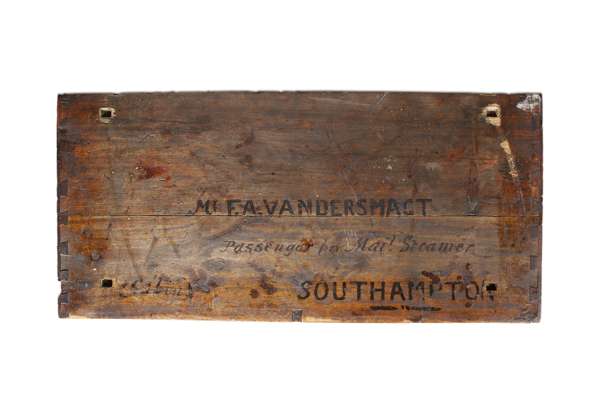 Mr. F.A. VANDERSMAGT
Passenger per Mail Steamer
SOUTHAMPTON